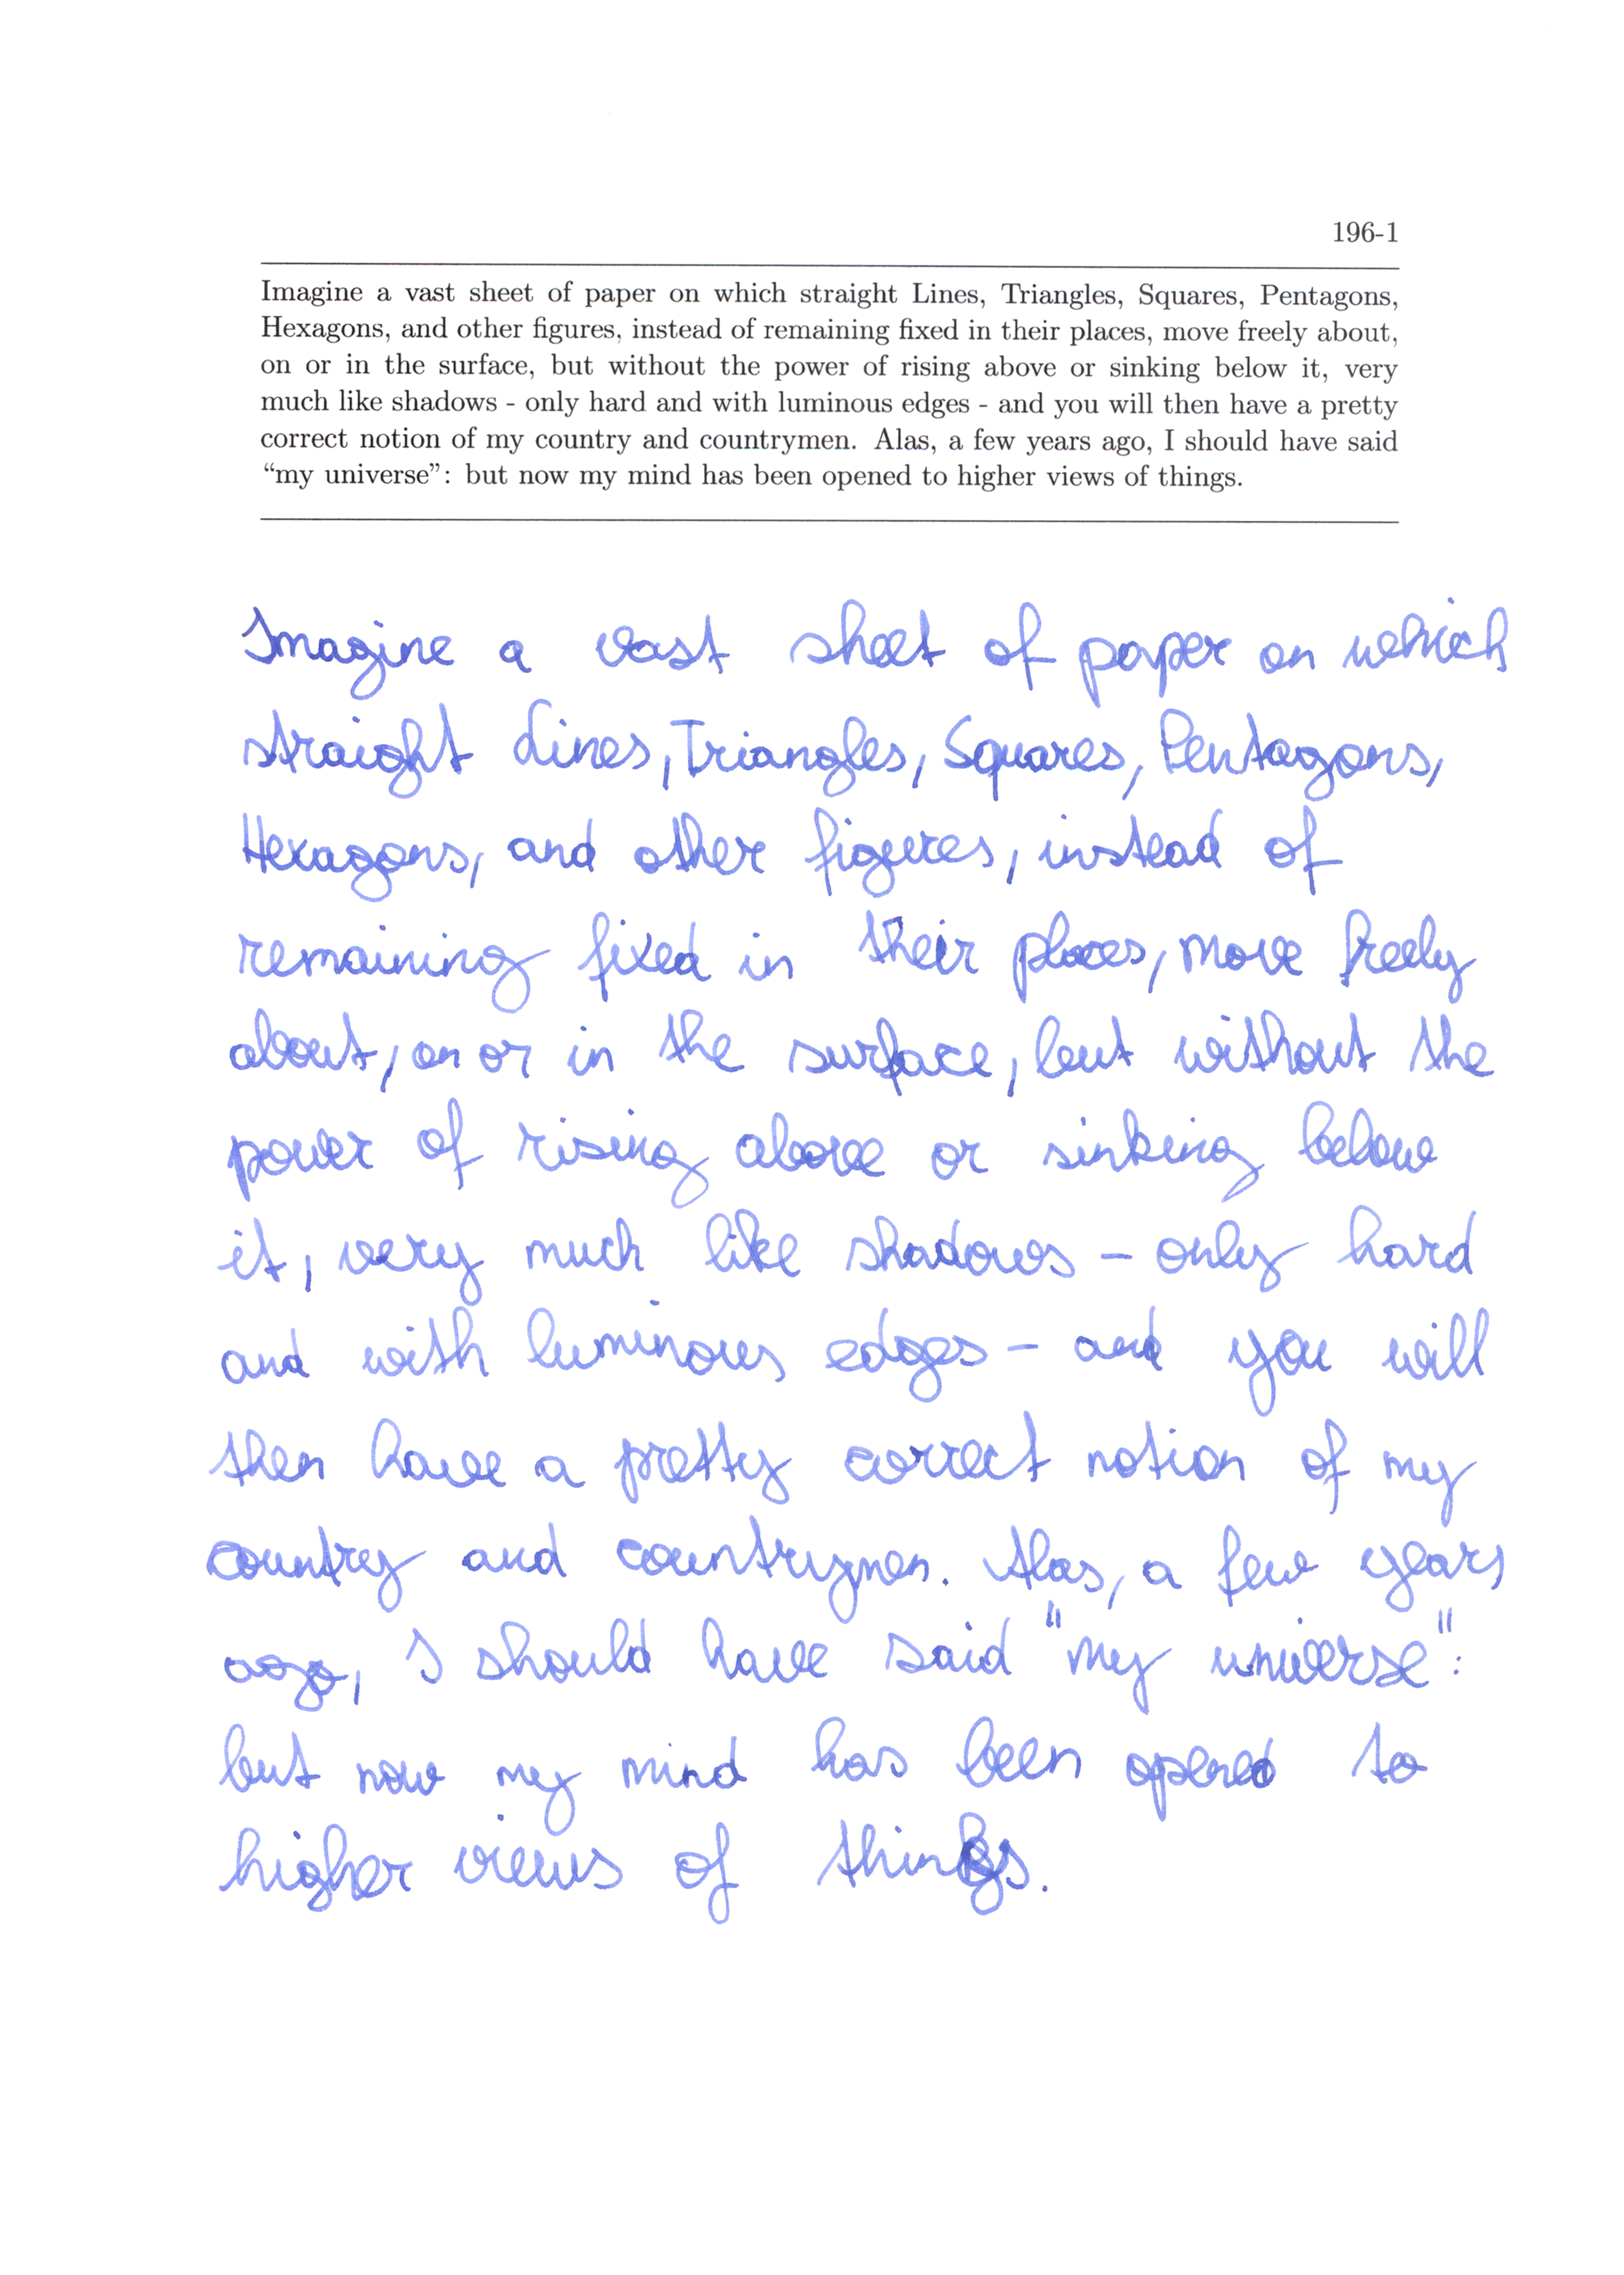 196-1
Imagine a vast sheet of paper on which straight Lines, Triangles, Squares, Pentagons,
Hexagons, and other figures, instead of remaining fixed in their places, move freely about,
on or in the surface, but without the power of rising above or sinking below it, very
much like shadows - only hard and with luminous edges - and you will then have a pretty
correct notion of my country and countrymen. Alas, a few years ago, I should have said
“my universe”: but now my mind has been opened to higher views of things.
Imagine a vast sheet of paper on which
straight Lines, Triangles, Squares, Pentagons,
Hexagons, and other figures, instead of
remaining fixed in their places, move freely
about, on or in the surface, but without the
power of rising above or sinking below
it, very much like shadows - only hard
and with luminous edges - and you will
then have a pretty correct notion of my
country and countrymen. Alas, a few years
ago, I should have said "my universe":
but now my mind has been opened to
higher views of things.